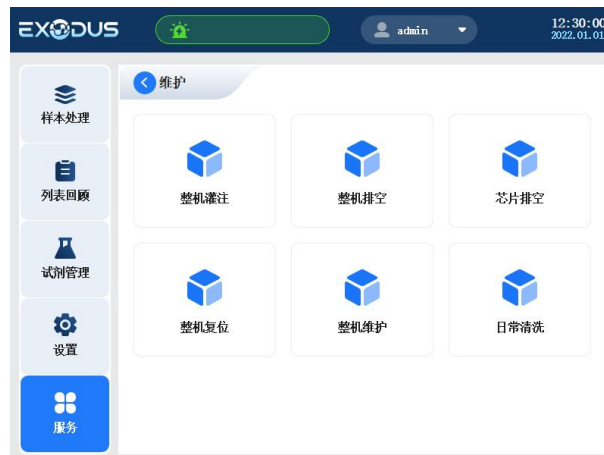 EXODUS
admin
12:30:00
2022.01.01
维护
样本处理
列表回顾
试剂管理
设置
服务
整机灌注
整机排空
芯片排空
整机复位
整机维护
日常清洗